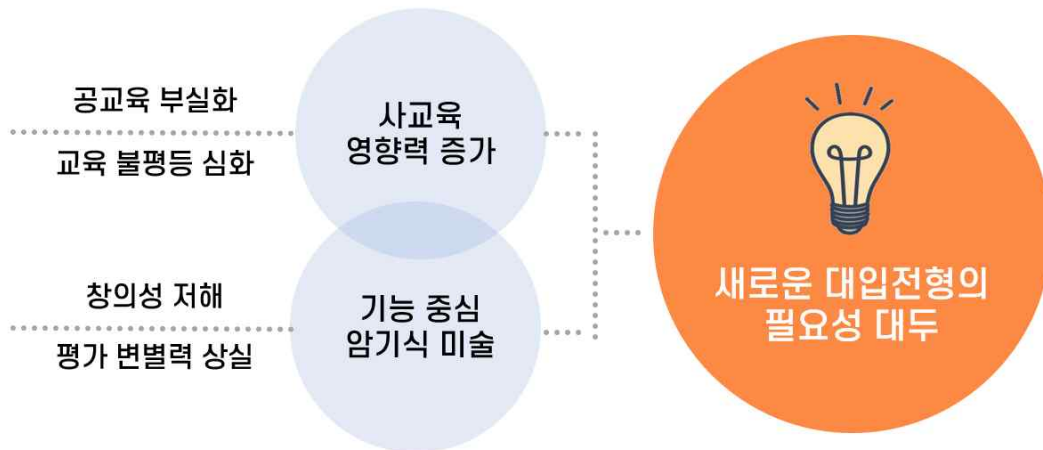 공교육 부실화
교육 불평등 심화
사교육
영향력 증가
창의성 저해
평가 변별력 상실
기능 중심
암기식 미술
새로운 대입전형의
필요성 대두